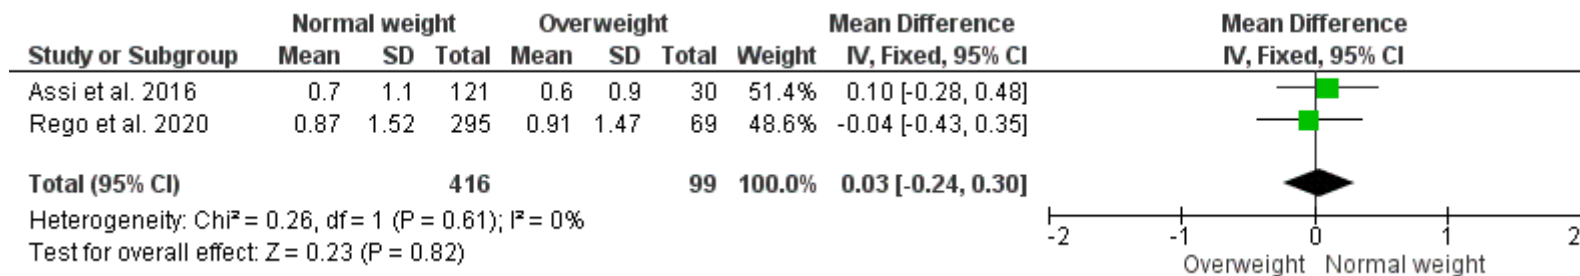 Normal weight Overweight Mean Difference Mean Difference
Study or Subgroup Mean SD Total Mean SD Total Weight IV, Fixed, 95% CI IV, Fixed, 95% CI
Assi et al. 2016 0.7 1.1 121 0.6 0.9 30 51.4% 0.10 [-0.28, 0.48]
Rego et al. 2020 0.87 1.52 295 0.91 1.47 69 48.6% -0.04 [-0.43, 0.35]
Total (95% CI) 416 99 100.0% 0.03 [-0.24, 0.30]
Heterogeneity: Chi² = 0.26, df = 1 (P = 0.61); I² = 0%
Test for overall effect: Z = 0.23 (P = 0.82)
-2 -1 0 1 2
Overweight Normal weight